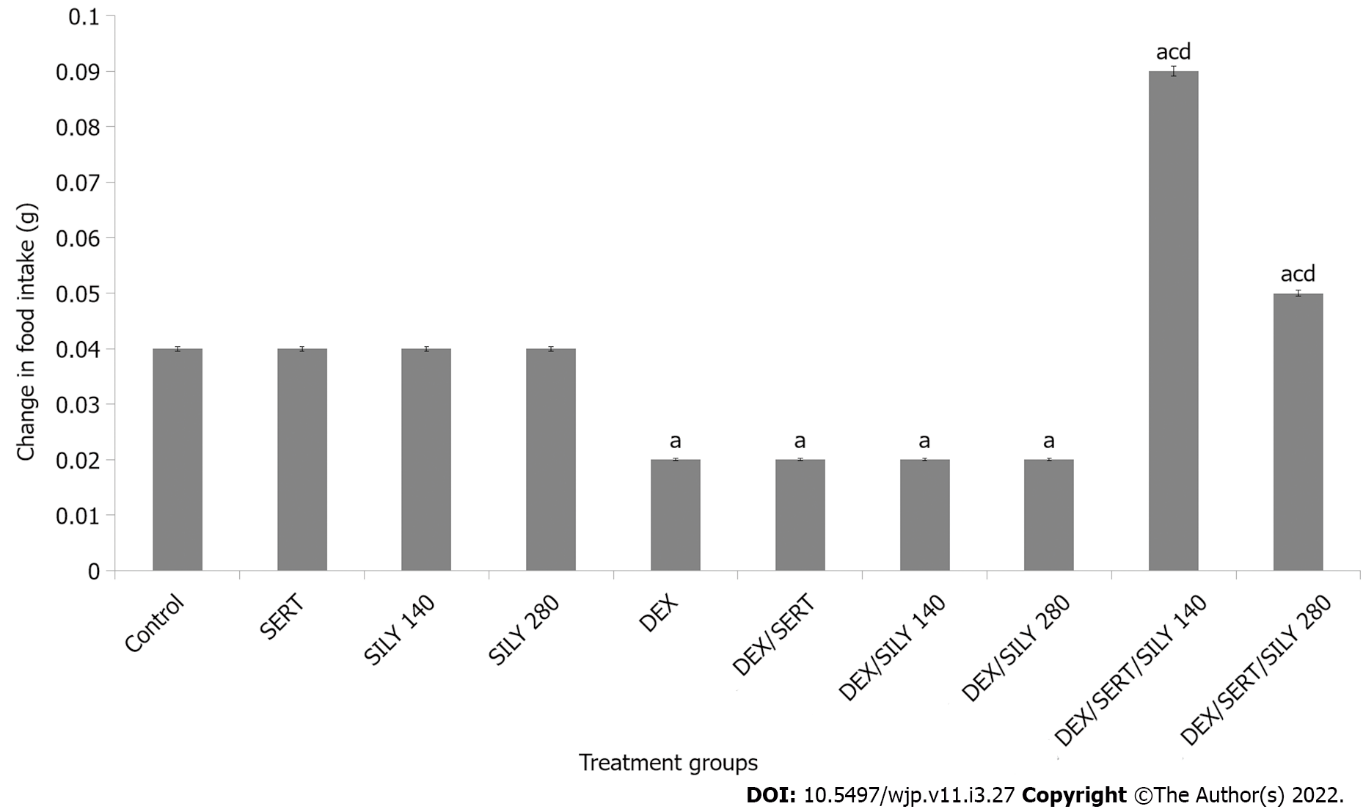 Change in food intake (g)
0.1
0.09
0.08
0.07
0.06
0.05
0.04
0.03
0.02
0.01
0
a
a
a
a
acd
acd
Control
SERT
SILY 140
SILY 280
DEX
DEX/SERT
DEX/SILY 140
DEX/SILY 280
DEX/SERT/SILY 140
DEX/SERT/SILY 280
Treatment groups
DOI: 10.5497/wjp.v11.i3.27 Copyright ©The Author(s) 2022.